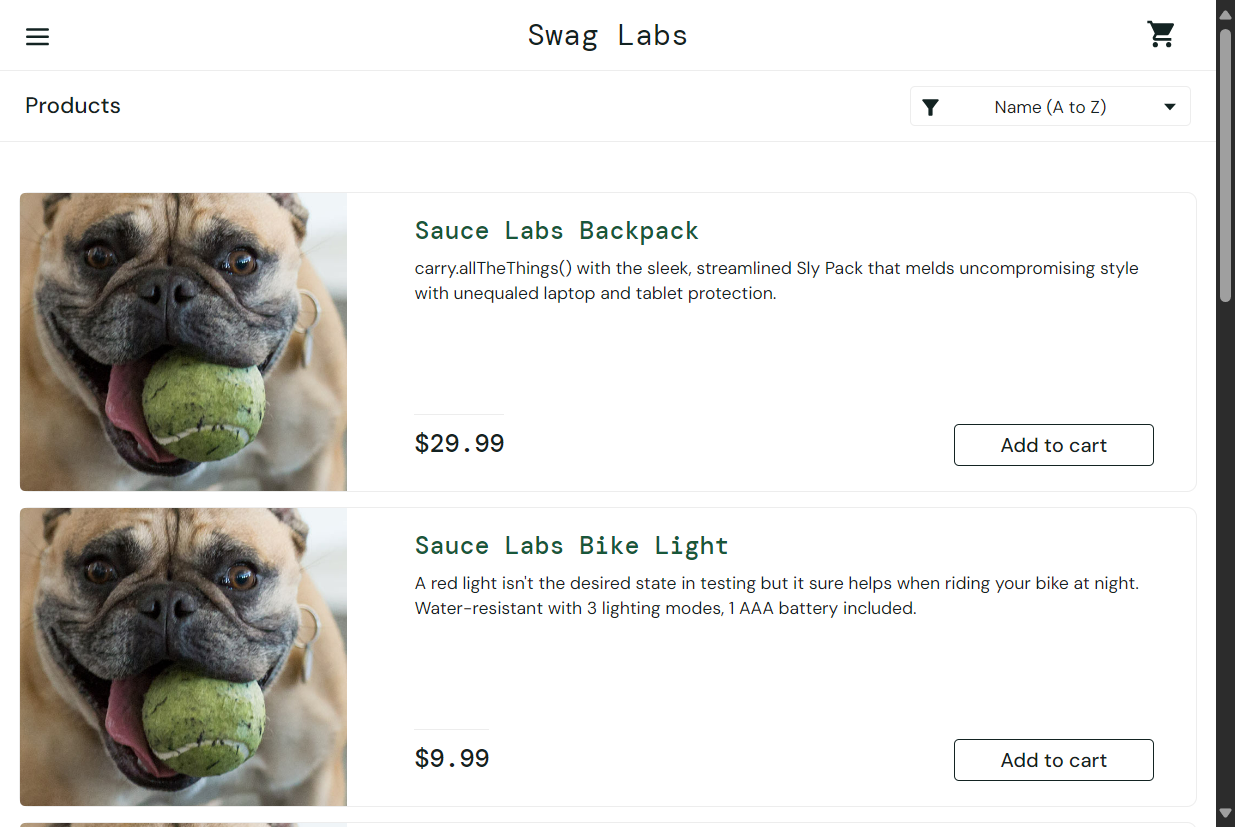 Swag Labs
Products
Name (A to Z)
Sauce Labs Backpack
carry.allTheThings() with the sleek, streamlined Sly Pack that melds uncompromising style
with unequaled laptop and tablet protection.
$29.99
Add to cart
Sauce Labs Bike Light
A red light isn't the desired state in testing but it sure helps when riding your bike at night.
Water-resistant with 3 lighting modes, 1 AAA battery included.
$9.99
Add to cart